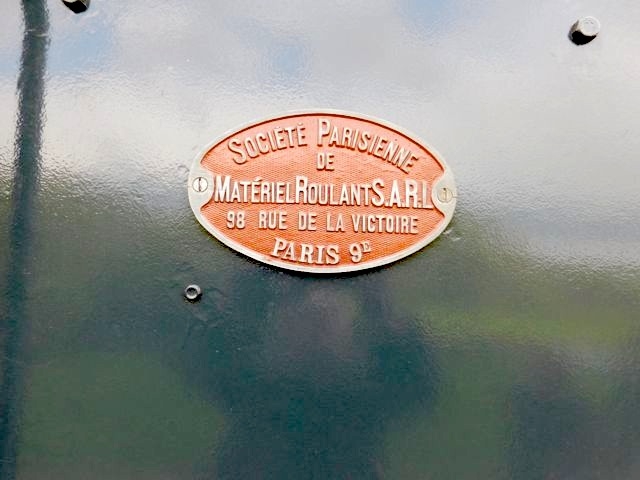 SOCIÉTÉ PARISIENNE
DE
MATÉRIEL ROULANT S.A.R.L
98 RUE DE LA VICTOIRE
PARIS 9E